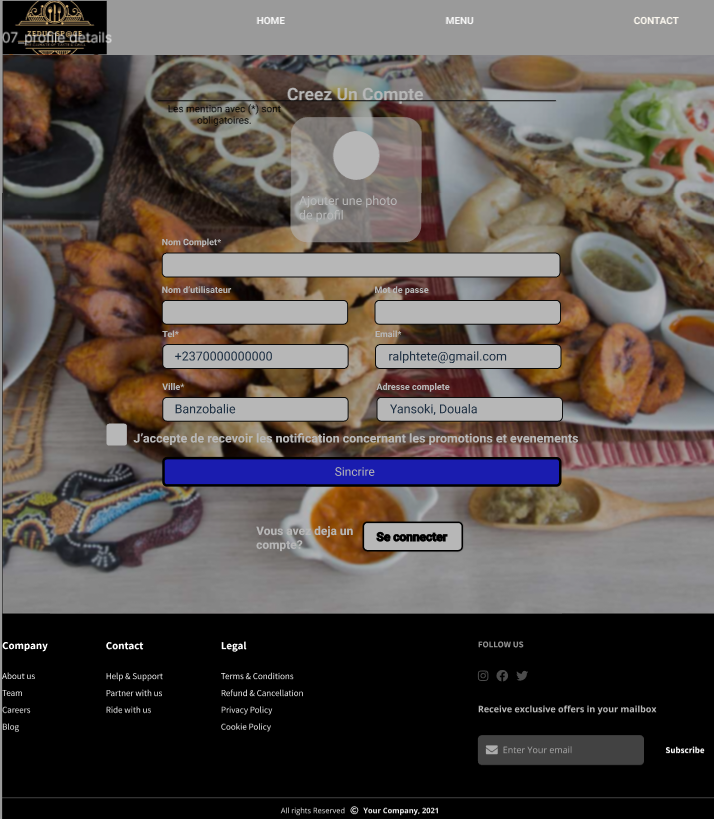 HOME MENU CONTACT
07_profile details
Creez Un Compte
Les mention avec (*) sont
obligatoires.
Ajouter une photo
de profil
Nom Complet*
Nom d'utilisateur Mot de passe
Tel* Email*
+2370000000000 ralphtete@gmail.com
Ville* Adresse complete
Banzobalie Yansoki, Douala
J'accepte de recevoir les notification concernant les promotions et evenements
Sincrire
Vous avez deja un
compte?
Se connecter
Company Contact Legal FOLLOW US
About us Help & Support Terms & Conditions
Team Partner with us Refund & Cancellation
Careers Ride with us Privacy Policy
Blog Cookie Policy
Receive exclusive offers in your mailbox
Enter Your email Subscribe
All rights Reserved © Your Company, 2021